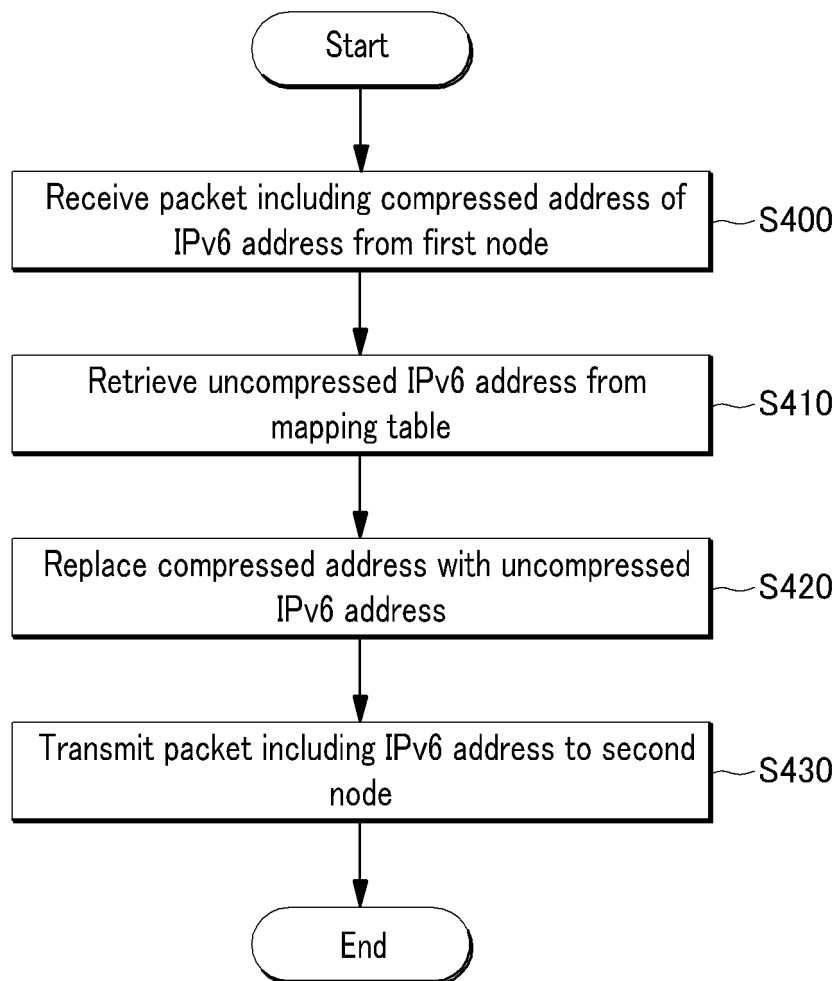 Start
Receive packet including compressed address of
IPv6 address from first node
S400
Retrieve uncompressed IPv6 address from
mapping table
S410
Replace compressed address with uncompressed
IPv6 address
S420
Transmit packet including IPv6 address to second
node
S430
End